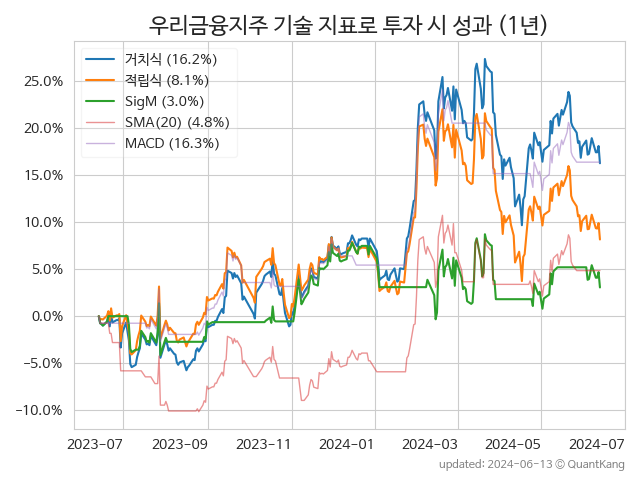 우리금융지주 기술 지표로 투자 시 성과 (1년)
거치식 (16.2%)
적립식 (8.1%)
SigM (3.0%)
SMA(20) (4.8%)
MACD (16.3%)
25.0%
20.0%
15.0%
10.0%
5.0%
0.0%
−5.0%
−10.0%
2023-07 2023-09 2023-11 2024-01 2024-03 2024-05 2024-07
updated: 2024-06-13 © QuantKang